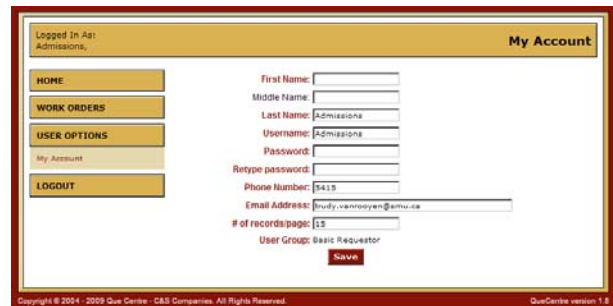 Logged In As:
Admissions,
My Account
HOME
WORK ORDERS
USER OPTIONS
My Account
LOGOUT
First Name:
Middle Name:
Last Name: Admissions
Username: Admissions
Password:
Retype password:
Phone Number: 5415
Email Address: trudy.vanrooyen@smu.ca
# of records/page: 15
User Group: Basic Requestor
Save
Copyright © 2004 - 2009 Que Centre - C&S Companies. All Rights Reserved.
QueCentre version 1.8